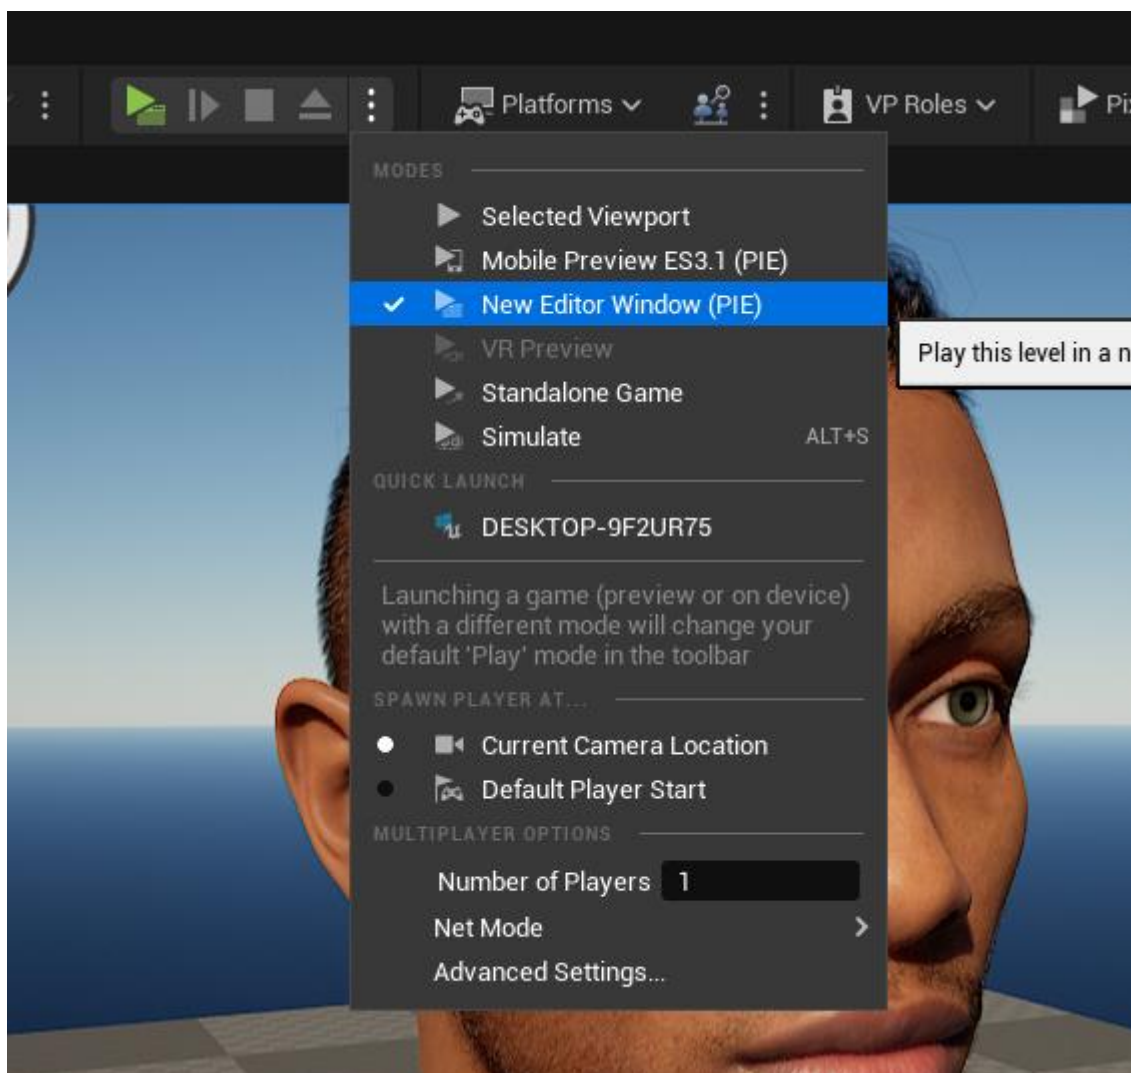 Platforms
VP Roles
Pi
MODES
Selected Viewport
Mobile Preview ES3.1 (PIE)
New Editor Window (PIE)
VR Preview
Play this level in a n
Standalone Game
Simulate ALT+S
QUICK LAUNCH
DESKTOP-9F2UR75
Launching a game (preview or on device)
with a different mode will change your
default 'Play' mode in the toolbar
SPAWN PLAYER AT...
Current Camera Location
Default Player Start
MULTIPLAYER OPTIONS
Number of Players 1
Net Mode
Advanced Settings...